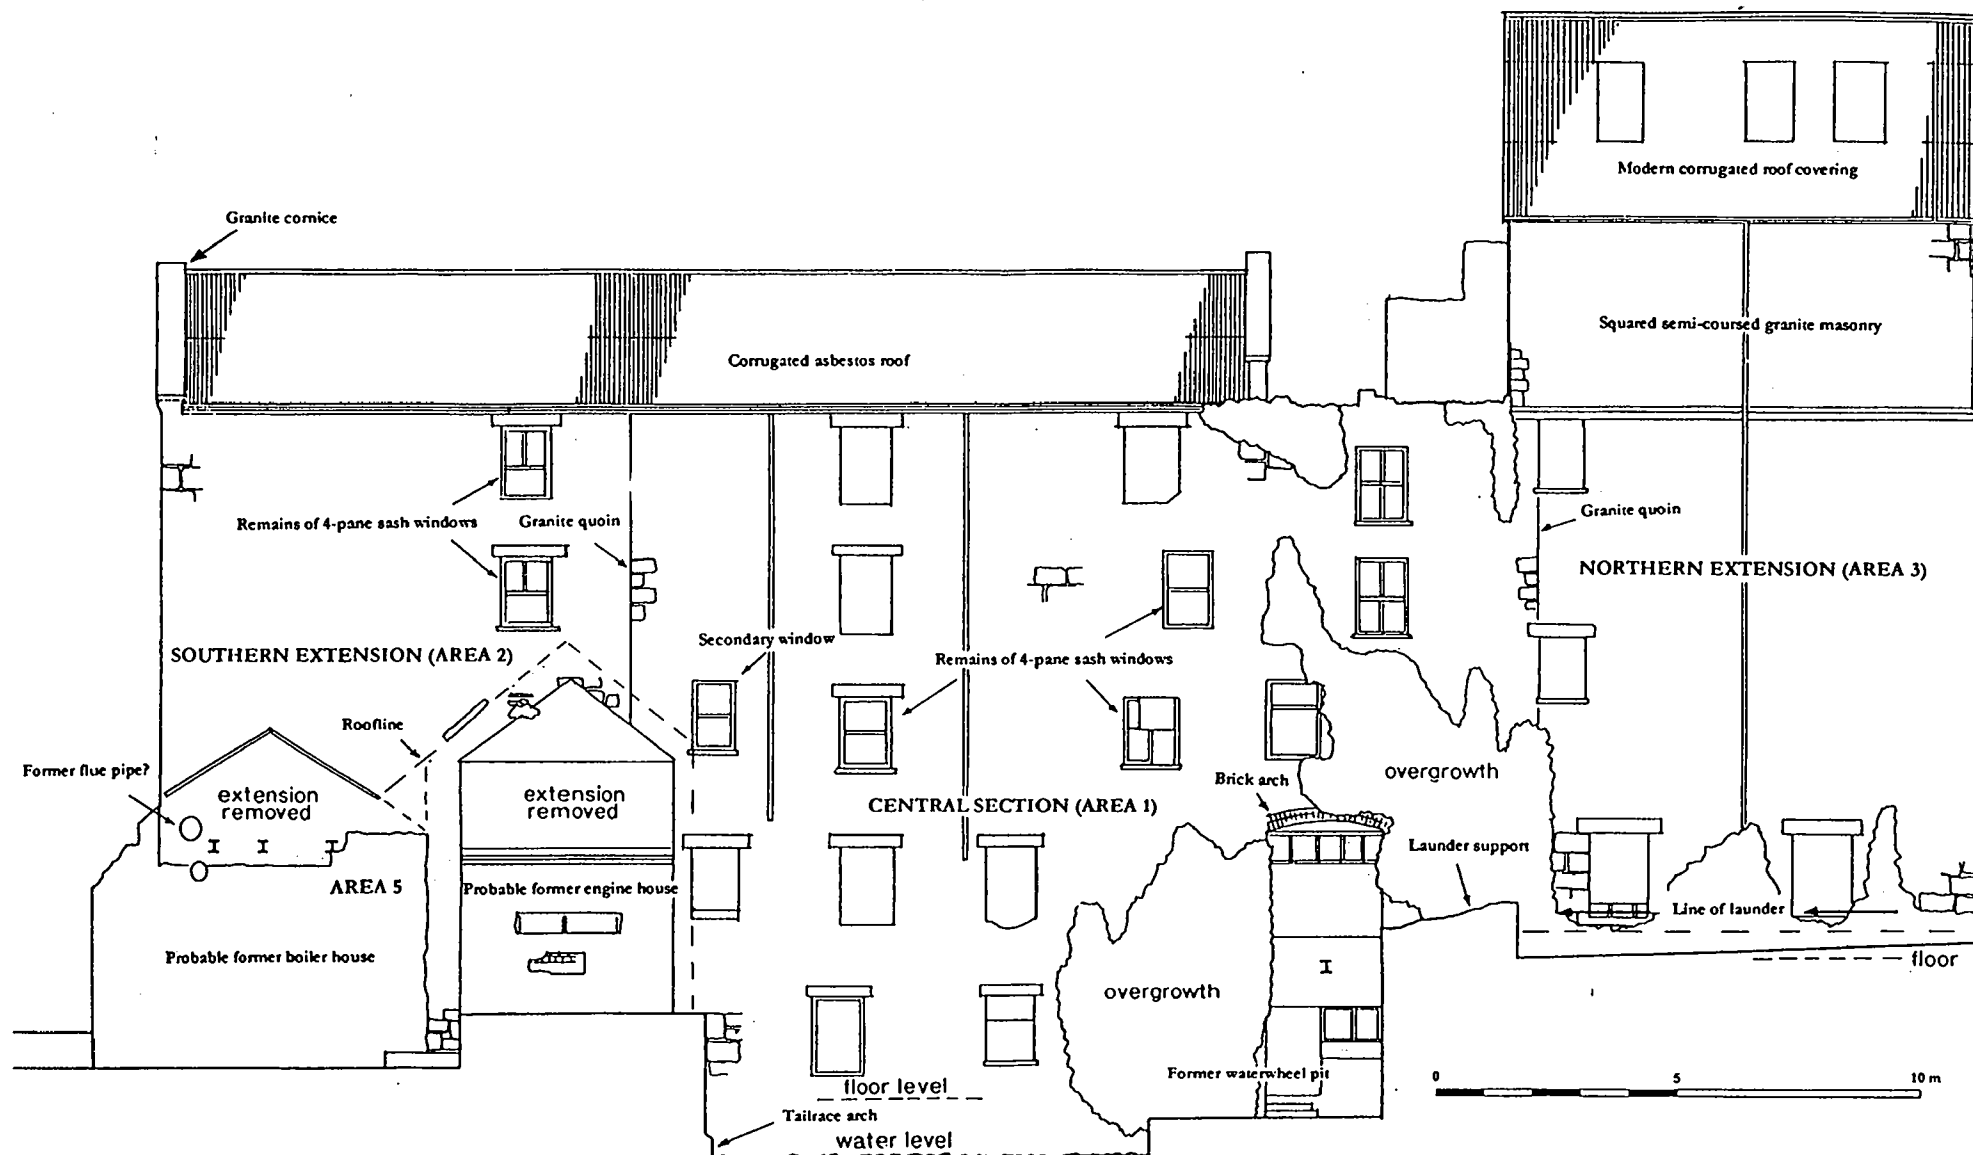 Modern corrugated roof covering
Granite cornice
Squared semi-coursed granite masonry
Corrugated asbestos roof
Remains of 4-pane sash windows
Granite quoin
Granite quoin
NORTHERN EXTENSION (AREA 3)
Secondary window
SOUTHERN EXTENSION (AREA 2)
Remains of 4-pane sash windows
Roofline
Former flue pipe?
extension
removed
extension
removed
Brick arch
overgrowth
CENTRAL SECTION (AREA 1)
Launder support
AREA 5
Probable former engine house
Line of launder
Probable former boiler house
floor
overgrowth
Former waterwheel pit
0
5
10 m
floor level
Tailrace arch
water level